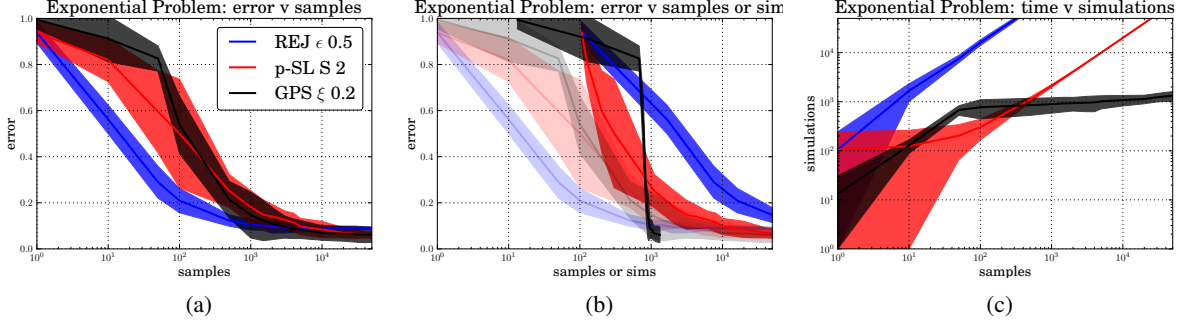 Exponential Problem: error v samples
1.0
0.8
0.6
0.4
0.2
0.0
error
REJ ϵ 0.5
p-SL S 2
GPS ξ 0.2
10⁰
10¹
10²
10³
10⁴
samples
(a)
Exponential Problem: error v samples or sim
1.0
0.8
0.6
0.4
0.2
0.0
error
10⁰
10¹
10²
10³
10⁴
samples or sims
(b)
Exponential Problem: time v simulations
10⁴
10³
10²
10¹
10⁰
simulations
10⁰
10¹
10²
10³
10⁴
samples
(c)